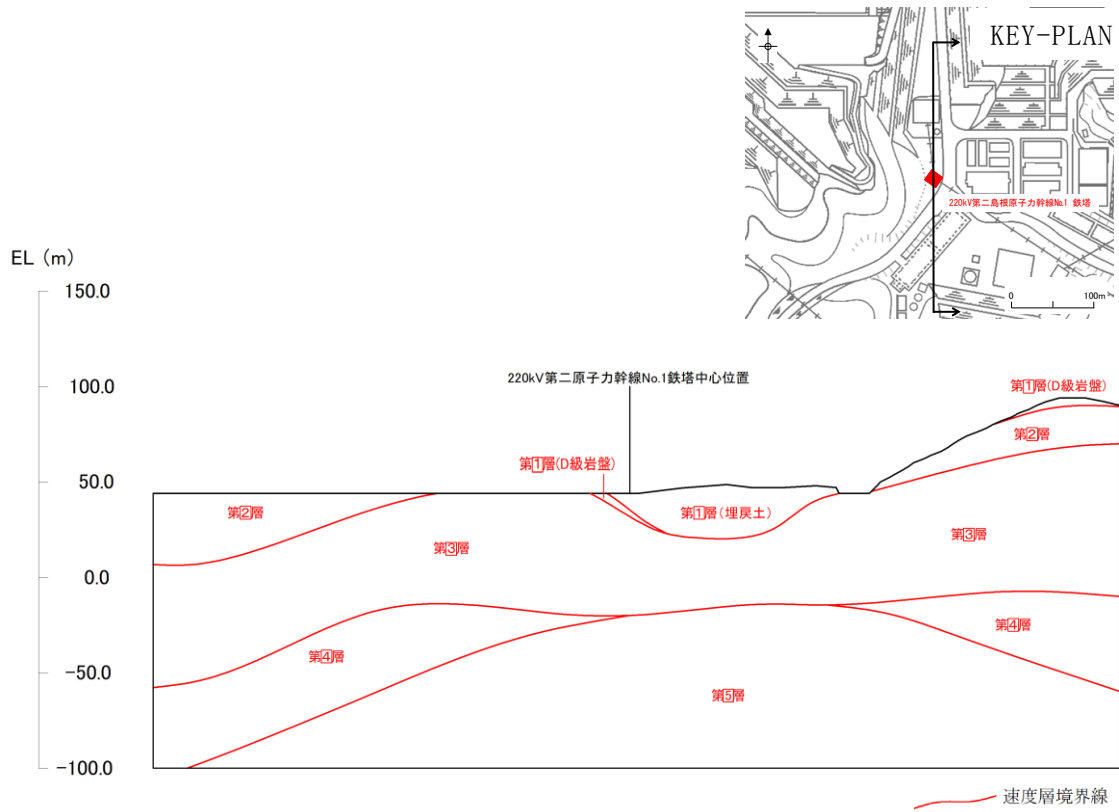 KEY-PLAN
220kV第二島根原子力幹線No.1 鉄塔
0
100m
EL (m)
150.0
100.0
50.0
0.0
-50.0
-100.0
220kV第二原子力幹線No.1鉄塔中心位置
第1層(D級岩盤)
第1層(D級岩盤)
第2層
第2層
第1層(埋戻土)
第3層
第3層
第4層
第4層
第5層
速度層境界線